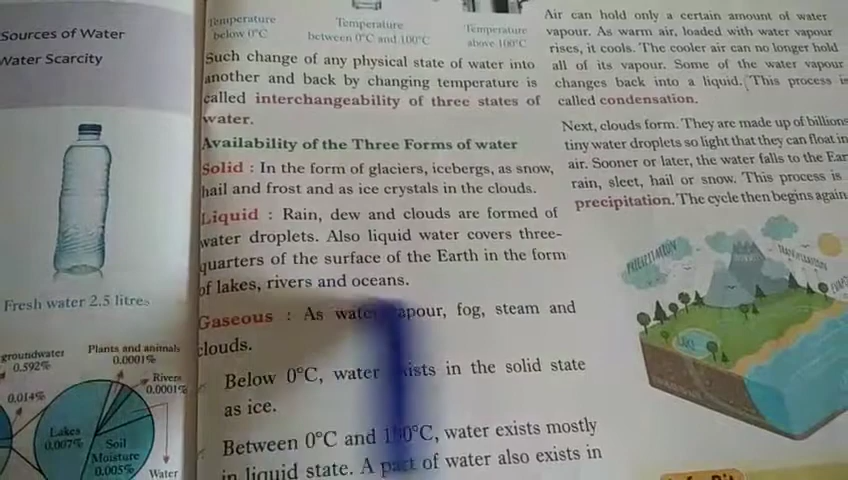 Sources of Water
Water Scarcity
Fresh water 2.5 litres
groundwater
0.592%
Plants and animals
0.0001%
Rivers
0.0001%
0.014%
Lakes
0.007%
Soil
Moisture
0.005%
Water
Temperature
below 0°C
Temperature
between 0°C and 100°C
Temperature
above 100°C
Such change of any physical state of water into
another and back by changing temperature is
called interchangeability of three states of
water.
Availability of the Three Forms of water
Solid : In the form of glaciers, icebergs, as snow,
hail and frost and as ice crystals in the clouds.
Liquid : Rain, dew and clouds are formed of
water droplets. Also liquid water covers three-
quarters of the surface of the Earth in the form
of lakes, rivers and oceans.
Gaseous : As water vapour, fog, steam and
clouds.
Below 0°C, water exists in the solid state
as ice.
Between 0°C and 100°C, water exists mostly
in liquid state. A part of water also exists in
Air can hold only a certain amount of water
vapour. As warm air, loaded with water vapour
rises, it cools. The cooler air can no longer hold
all of its vapour. Some of the water vapour
changes back into a liquid. This process is
called condensation.
Next, clouds form. They are made up of billions
tiny water droplets so light that they can float in
air. Sooner or later, the water falls to the Ear
rain, sleet, hail or snow. This process is
precipitation. The cycle then begins again
PRECIPITATION
TRANSPIRATION
LAKE